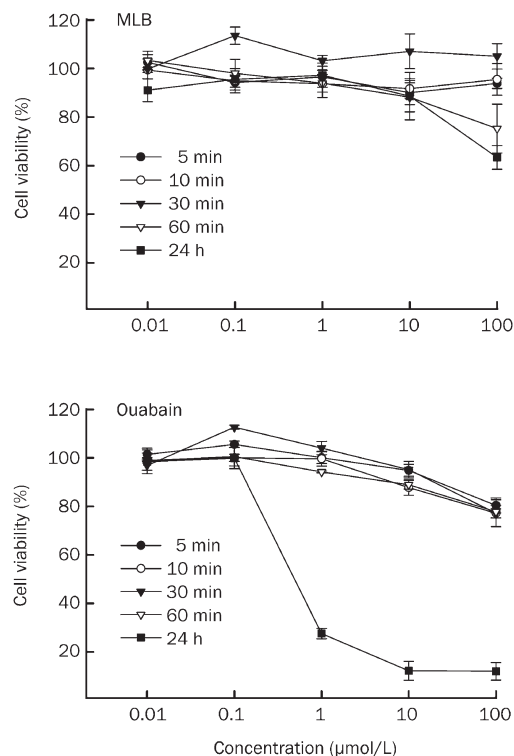 120
MLB
100
80
60
40
20
Cell viability (%)
5 min
10 min
30 min
60 min
24 h
0.01 0.1 1 10 100
120
Ouabain
100
80
60
40
20
Cell viability (%)
5 min
10 min
30 min
60 min
24 h
0.01 0.1 1 10 100
Concentration (µmol/L)